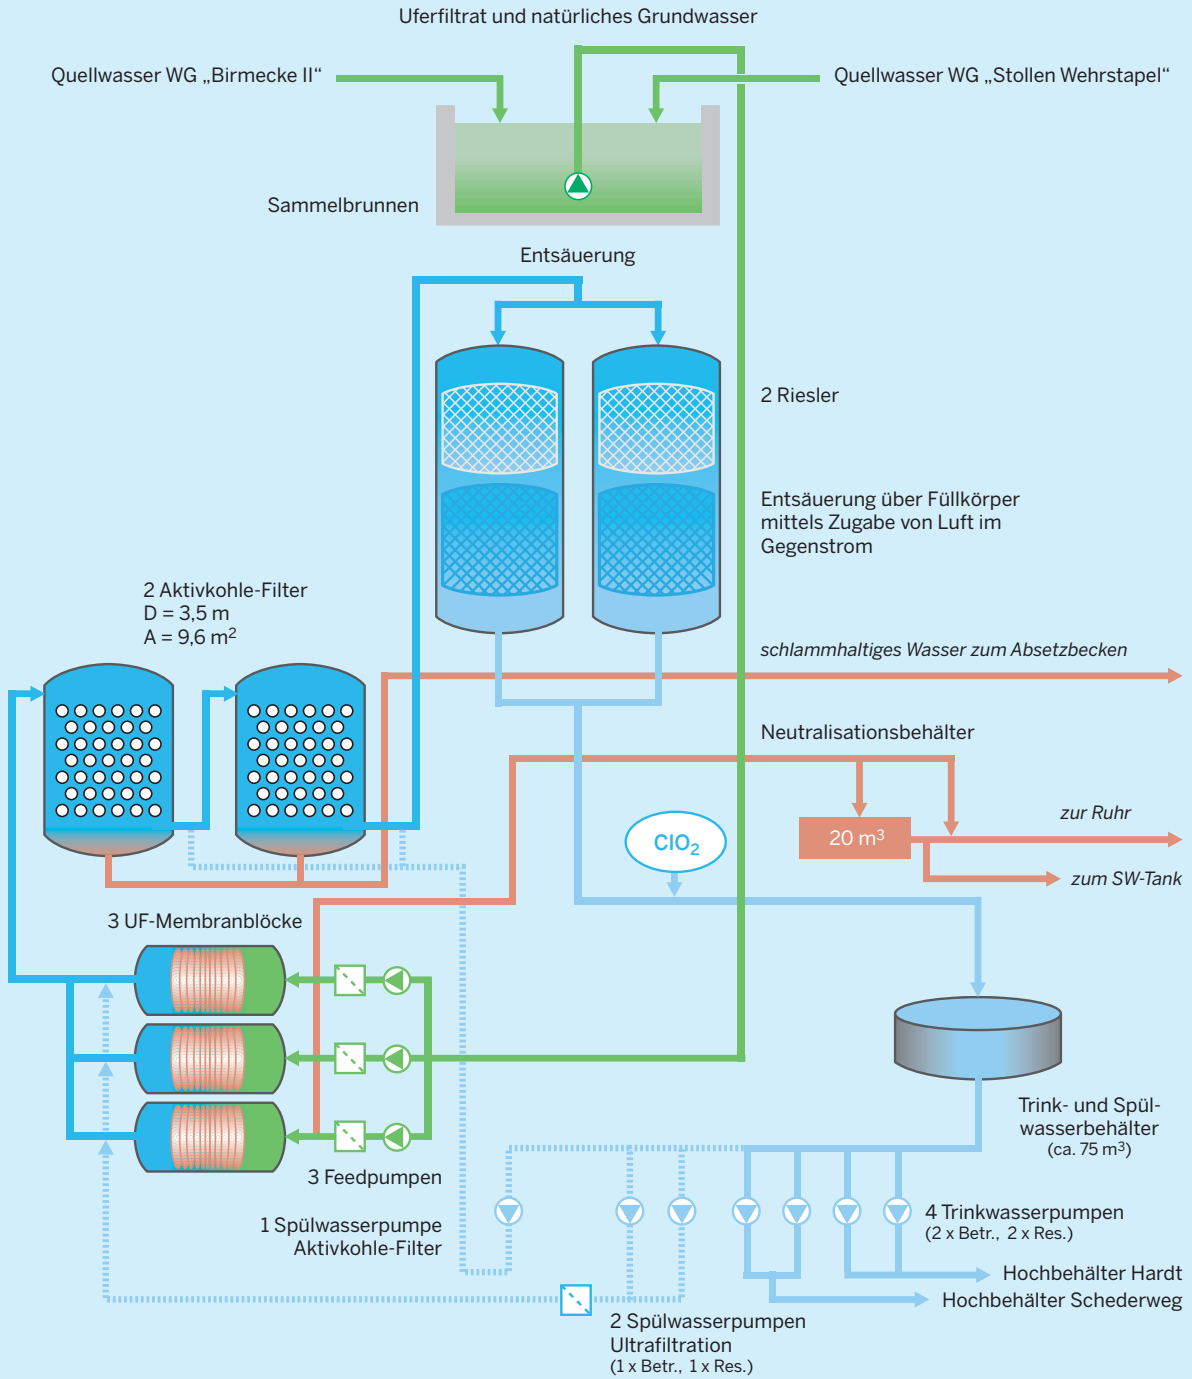 Uferfiltrat und natürliches Grundwasser
Quellwasser WG „Birmecke II“
Quellwasser WG „Stollen Wehrstapel“
Sammelbrunnen
Entsäuerung
2 Riesler
Entsäuerung über Füllkörper
mittels Zugabe von Luft im
Gegenstrom
2 Aktivkohle-Filter
D = 3,5 m
A = 9,6 m²
schlammhaltiges Wasser zum Absetzbecken
Neutralisationsbehälter
20 m³
zur Ruhr
zum SW-Tank
ClO₂
3 UF-Membranblöcke
3 Feedpumpen
Trink- und Spül-
wasserbehälter
(ca. 75 m³)
1 Spülwasserpumpe
Aktivkohle-Filter
4 Trinkwasserpumpen
(2 x Betr., 2 x Res.)
Hochbehälter Hardt
Hochbehälter Schederweg
2 Spülwasserpumpen
Ultrafiltration
(1 x Betr., 1 x Res.)